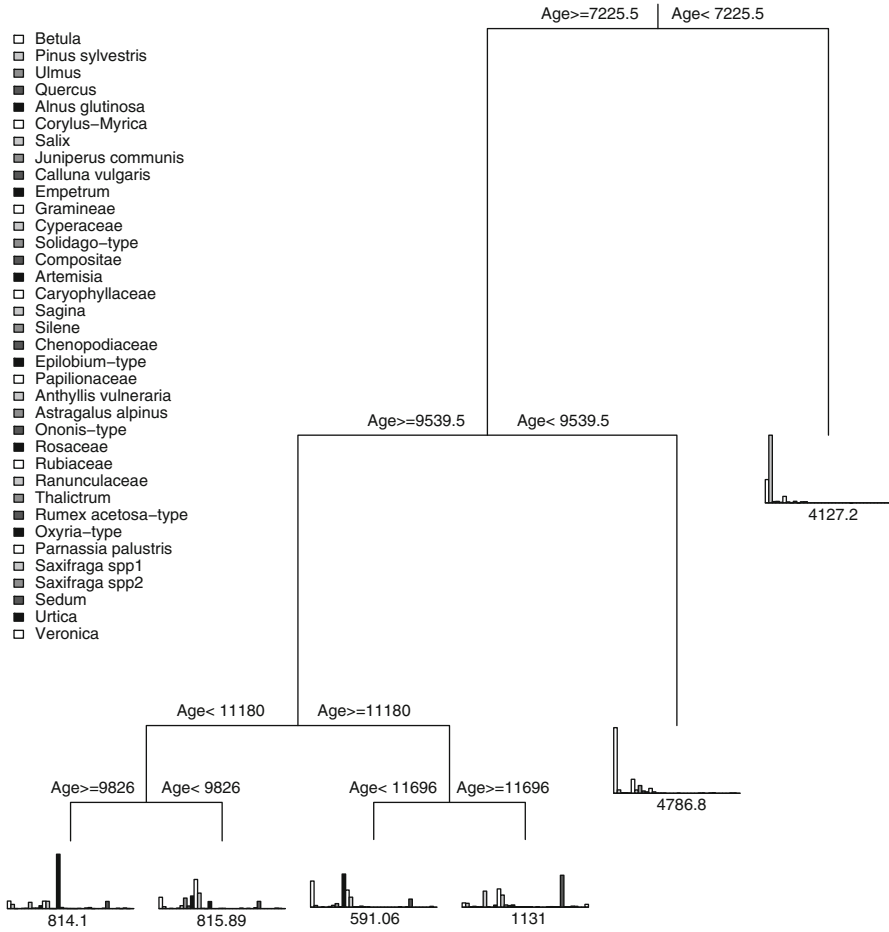 Age>=7225.5 Age< 7225.5
Betula
Pinus sylvestris
Ulmus
Quercus
Alnus glutinosa
Corylus−Myrica
Salix
Juniperus communis
Calluna vulgaris
Empetrum
Gramineae
Cyperaceae
Solidago−type
Compositae
Artemisia
Caryophyllaceae
Sagina
Silene
Chenopodiaceae
Epilobium−type
Papilionaceae
Anthyllis vulneraria
Astragalus alpinus
Ononis−type
Rosaceae
Rubiaceae
Ranunculaceae
Thalictrum
Rumex acetosa−type
Oxyria−type
Parnassia palustris
Saxifraga spp1
Saxifraga spp2
Sedum
Urtica
Veronica
Age>=9539.5 Age< 9539.5
4127.2
Age< 11180 Age>=11180
Age>=9826 Age< 9826 Age< 11696 Age>=11696
4786.8
814.1 815.89 591.06 1131